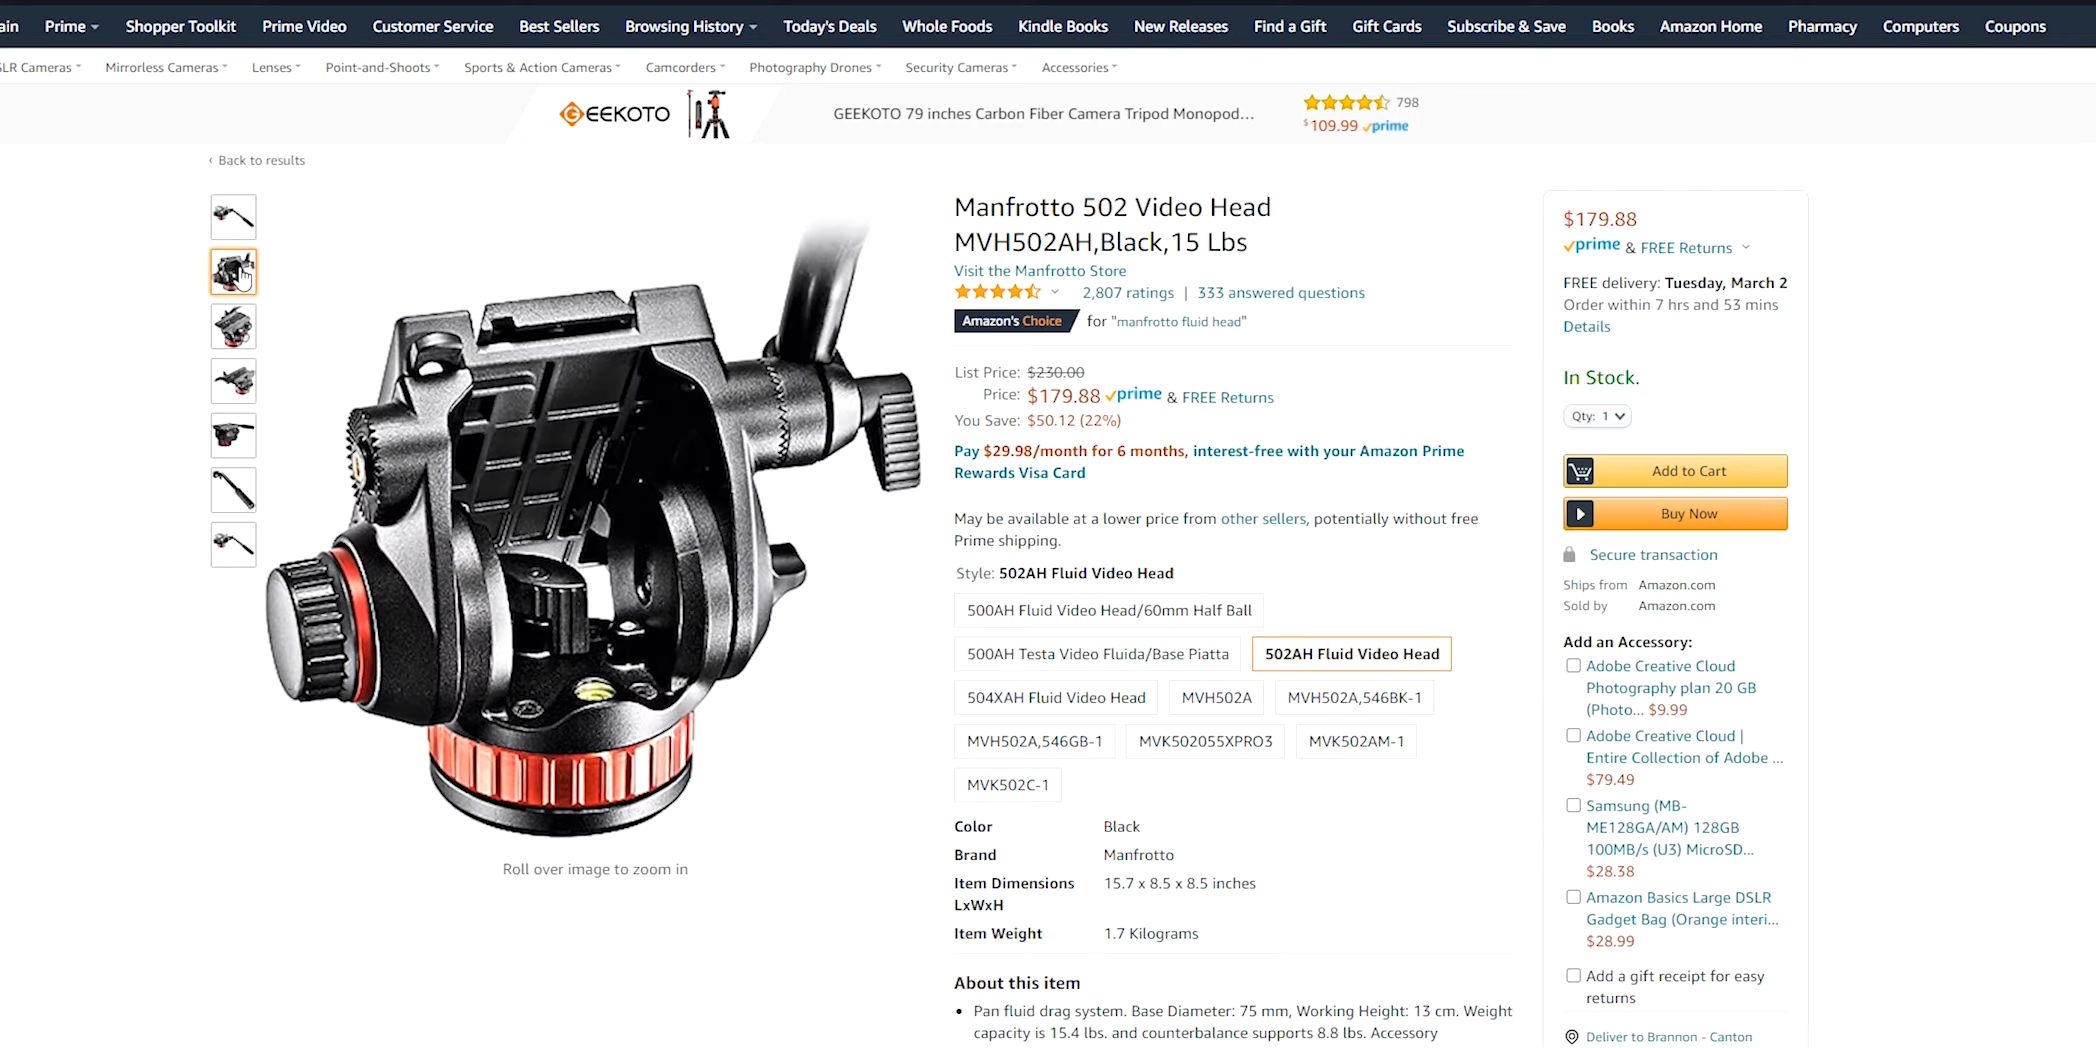 ain Prime Shopper Toolkit Prime Video Customer Service Best Sellers Browsing History Today's Deals Whole Foods Kindle Books New Releases Find a Gift Gift Cards Subscribe & Save Books Amazon Home Pharmacy Computers Coupons
SLR Cameras Mirrorless Cameras Lenses Point-and-Shoots Sports & Action Cameras Camcorders Photography Drones Security Cameras Accessories
GEEKOTO GEEKOTO 79 inches Carbon Fiber Camera Tripod Monopod... 798
$109.99 prime
‹ Back to results
Manfrotto 502 Video Head
MVH502AH,Black,15 Lbs
Visit the Manfrotto Store
2,807 ratings | 333 answered questions
Amazon's Choice for "manfrotto fluid head"
List Price: $230.00
Price: $179.88 prime & FREE Returns
You Save: $50.12 (22%)
Pay $29.98/month for 6 months, interest-free with your Amazon Prime
Rewards Visa Card
May be available at a lower price from other sellers, potentially without free
Prime shipping.
Style: 502AH Fluid Video Head
500AH Fluid Video Head/60mm Half Ball
500AH Testa Video Fluida/Base Piatta 502AH Fluid Video Head
504XAH Fluid Video Head MVH502A MVH502A,546BK-1
MVH502A,546GB-1 MVK502055XPRO3 MVK502AM-1
MVK502C-1
Color Black
Brand Manfrotto
Item Dimensions 15.7 x 8.5 x 8.5 inches
LxWxH
Item Weight 1.7 Kilograms
About this item
• Pan fluid drag system. Base Diameter: 75 mm, Working Height: 13 cm. Weight
capacity is 15.4 lbs. and counterbalance supports 8.8 lbs. Accessory
Roll over image to zoom in
$179.88
prime & FREE Returns
FREE delivery: Tuesday, March 2
Order within 7 hrs and 53 mins
Details
In Stock.
Qty: 1
Add to Cart
Buy Now
Secure transaction
Ships from Amazon.com
Sold by Amazon.com
Add an Accessory:
Adobe Creative Cloud
Photography plan 20 GB
(Photo... $9.99
Adobe Creative Cloud |
Entire Collection of Adobe ...
$79.49
Samsung (MB-
ME128GA/AM) 128GB
100MB/s (U3) MicroSD...
$28.38
Amazon Basics Large DSLR
Gadget Bag (Orange interi...
$28.99
Add a gift receipt for easy
returns
Deliver to Brannon - Canton